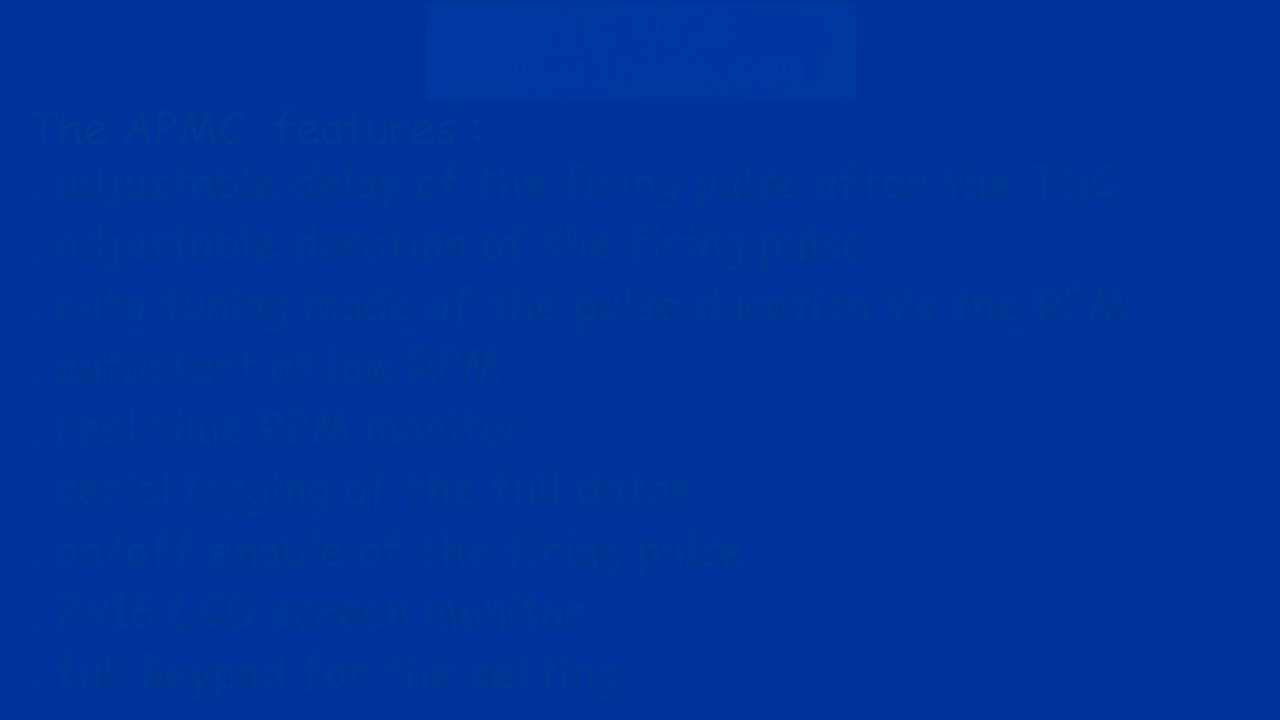 The APMC features :
. adjustable delay of the firing pulse after the TDC
. adjustable duration of the firing pulse
. auto tuning mode of the pulse duration Vs the RPM
. autostart at low RPM
. real time RPM monitor
. serial logging of the full datas
. on/off enable of the firing pulse
. 2x16 LCD screen monitor
. full keypad for the setting